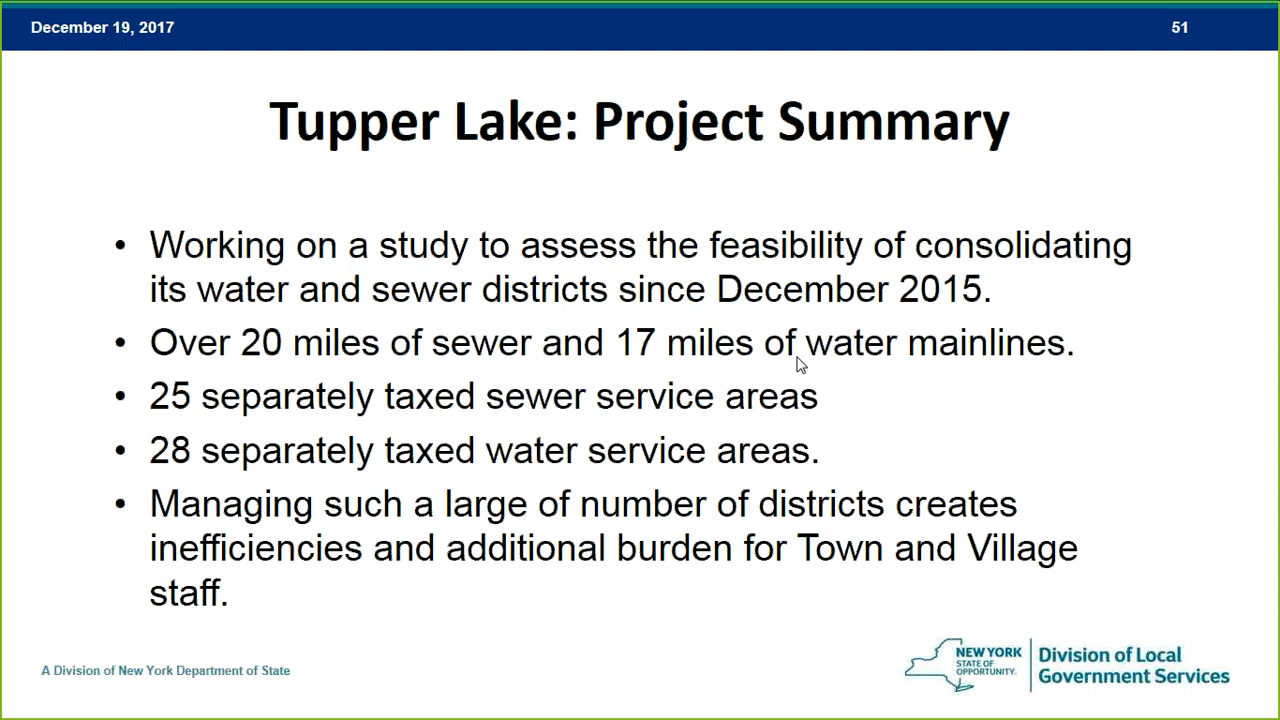 December 19, 2017
51
Tupper Lake: Project Summary
• Working on a study to assess the feasibility of consolidating
its water and sewer districts since December 2015.
• Over 20 miles of sewer and 17 miles of water mainlines.
• 25 separately taxed sewer service areas
• 28 separately taxed water service areas.
• Managing such a large of number of districts creates
inefficiencies and additional burden for Town and Village
staff.
A Division of New York Department of State
NEW YORK
STATE OF
OPPORTUNITY.
Division of Local
Government Services